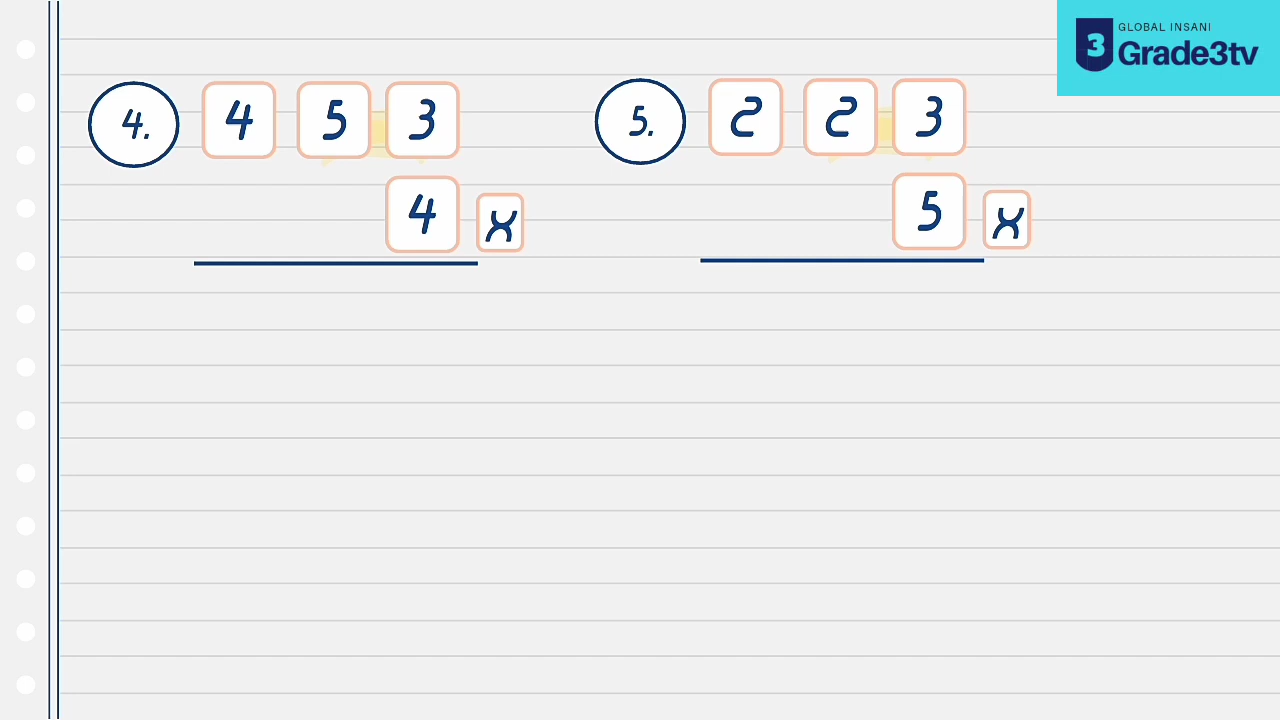 3 GLOBAL INSANI
Grade3tv
4. 4 5 3
4 x
5. 2 2 3
5 x